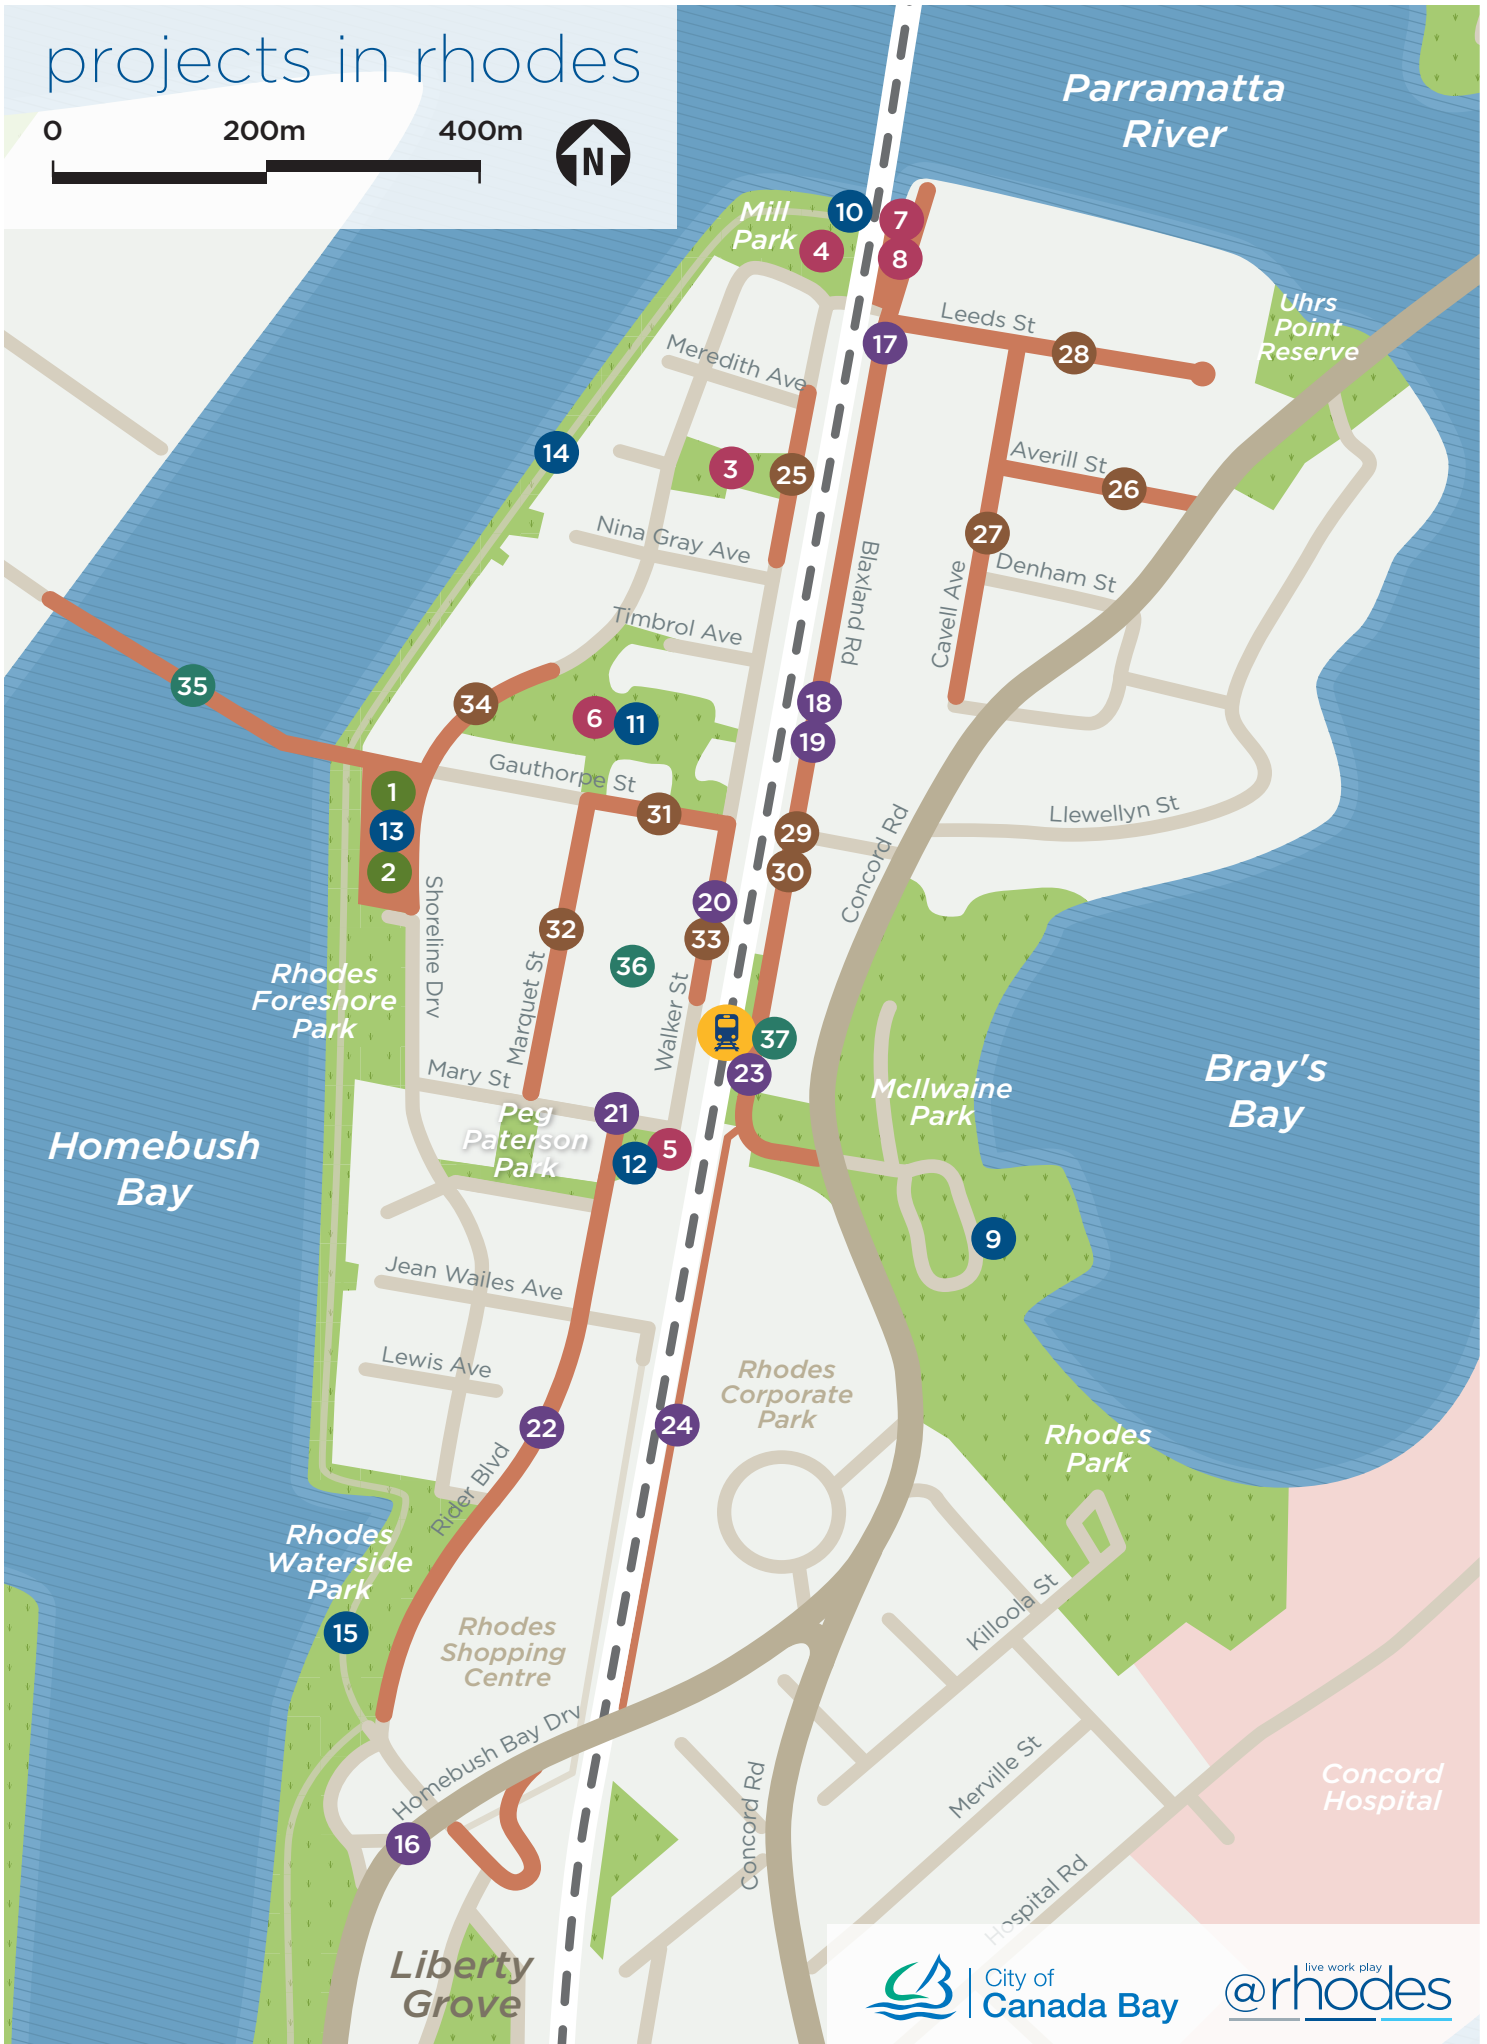 projects in rhodes
0 200m 400m
N
Parramatta
River
Mill
Park
10
7
4
8
Uhrs
Point
Reserve
Leeds St
17
28
Meredith Ave
14
3
25
Averill St
26
Nina Gray Ave
27
Blaxland Rd
Denham St
Cavell Ave
Timbrol Ave
35
34
6
11
18
19
Gauthorpe St
1
31
13
29
2
30
Llewellyn St
Concord Rd
Shoreline Drv
20
32
33
36
Marquet St
Walker St
Rhodes
Foreshore
Park
37
23
Mary St
McIlwaine
Park
Bray's
Bay
Peg
Paterson
Park
21
5
12
Homebush
Bay
9
Jean Wailes Ave
Lewis Ave
Rhodes
Corporate
Park
22
24
Rider Blvd
Rhodes
Park
Rhodes
Waterside
Park
15
Rhodes
Shopping
Centre
Killoola St
Homebush Bay Drv
16
Concord Rd
Merville St
Concord
Hospital
Hospital Rd
Liberty
Grove
City of
Canada Bay
live work play
@rhodes